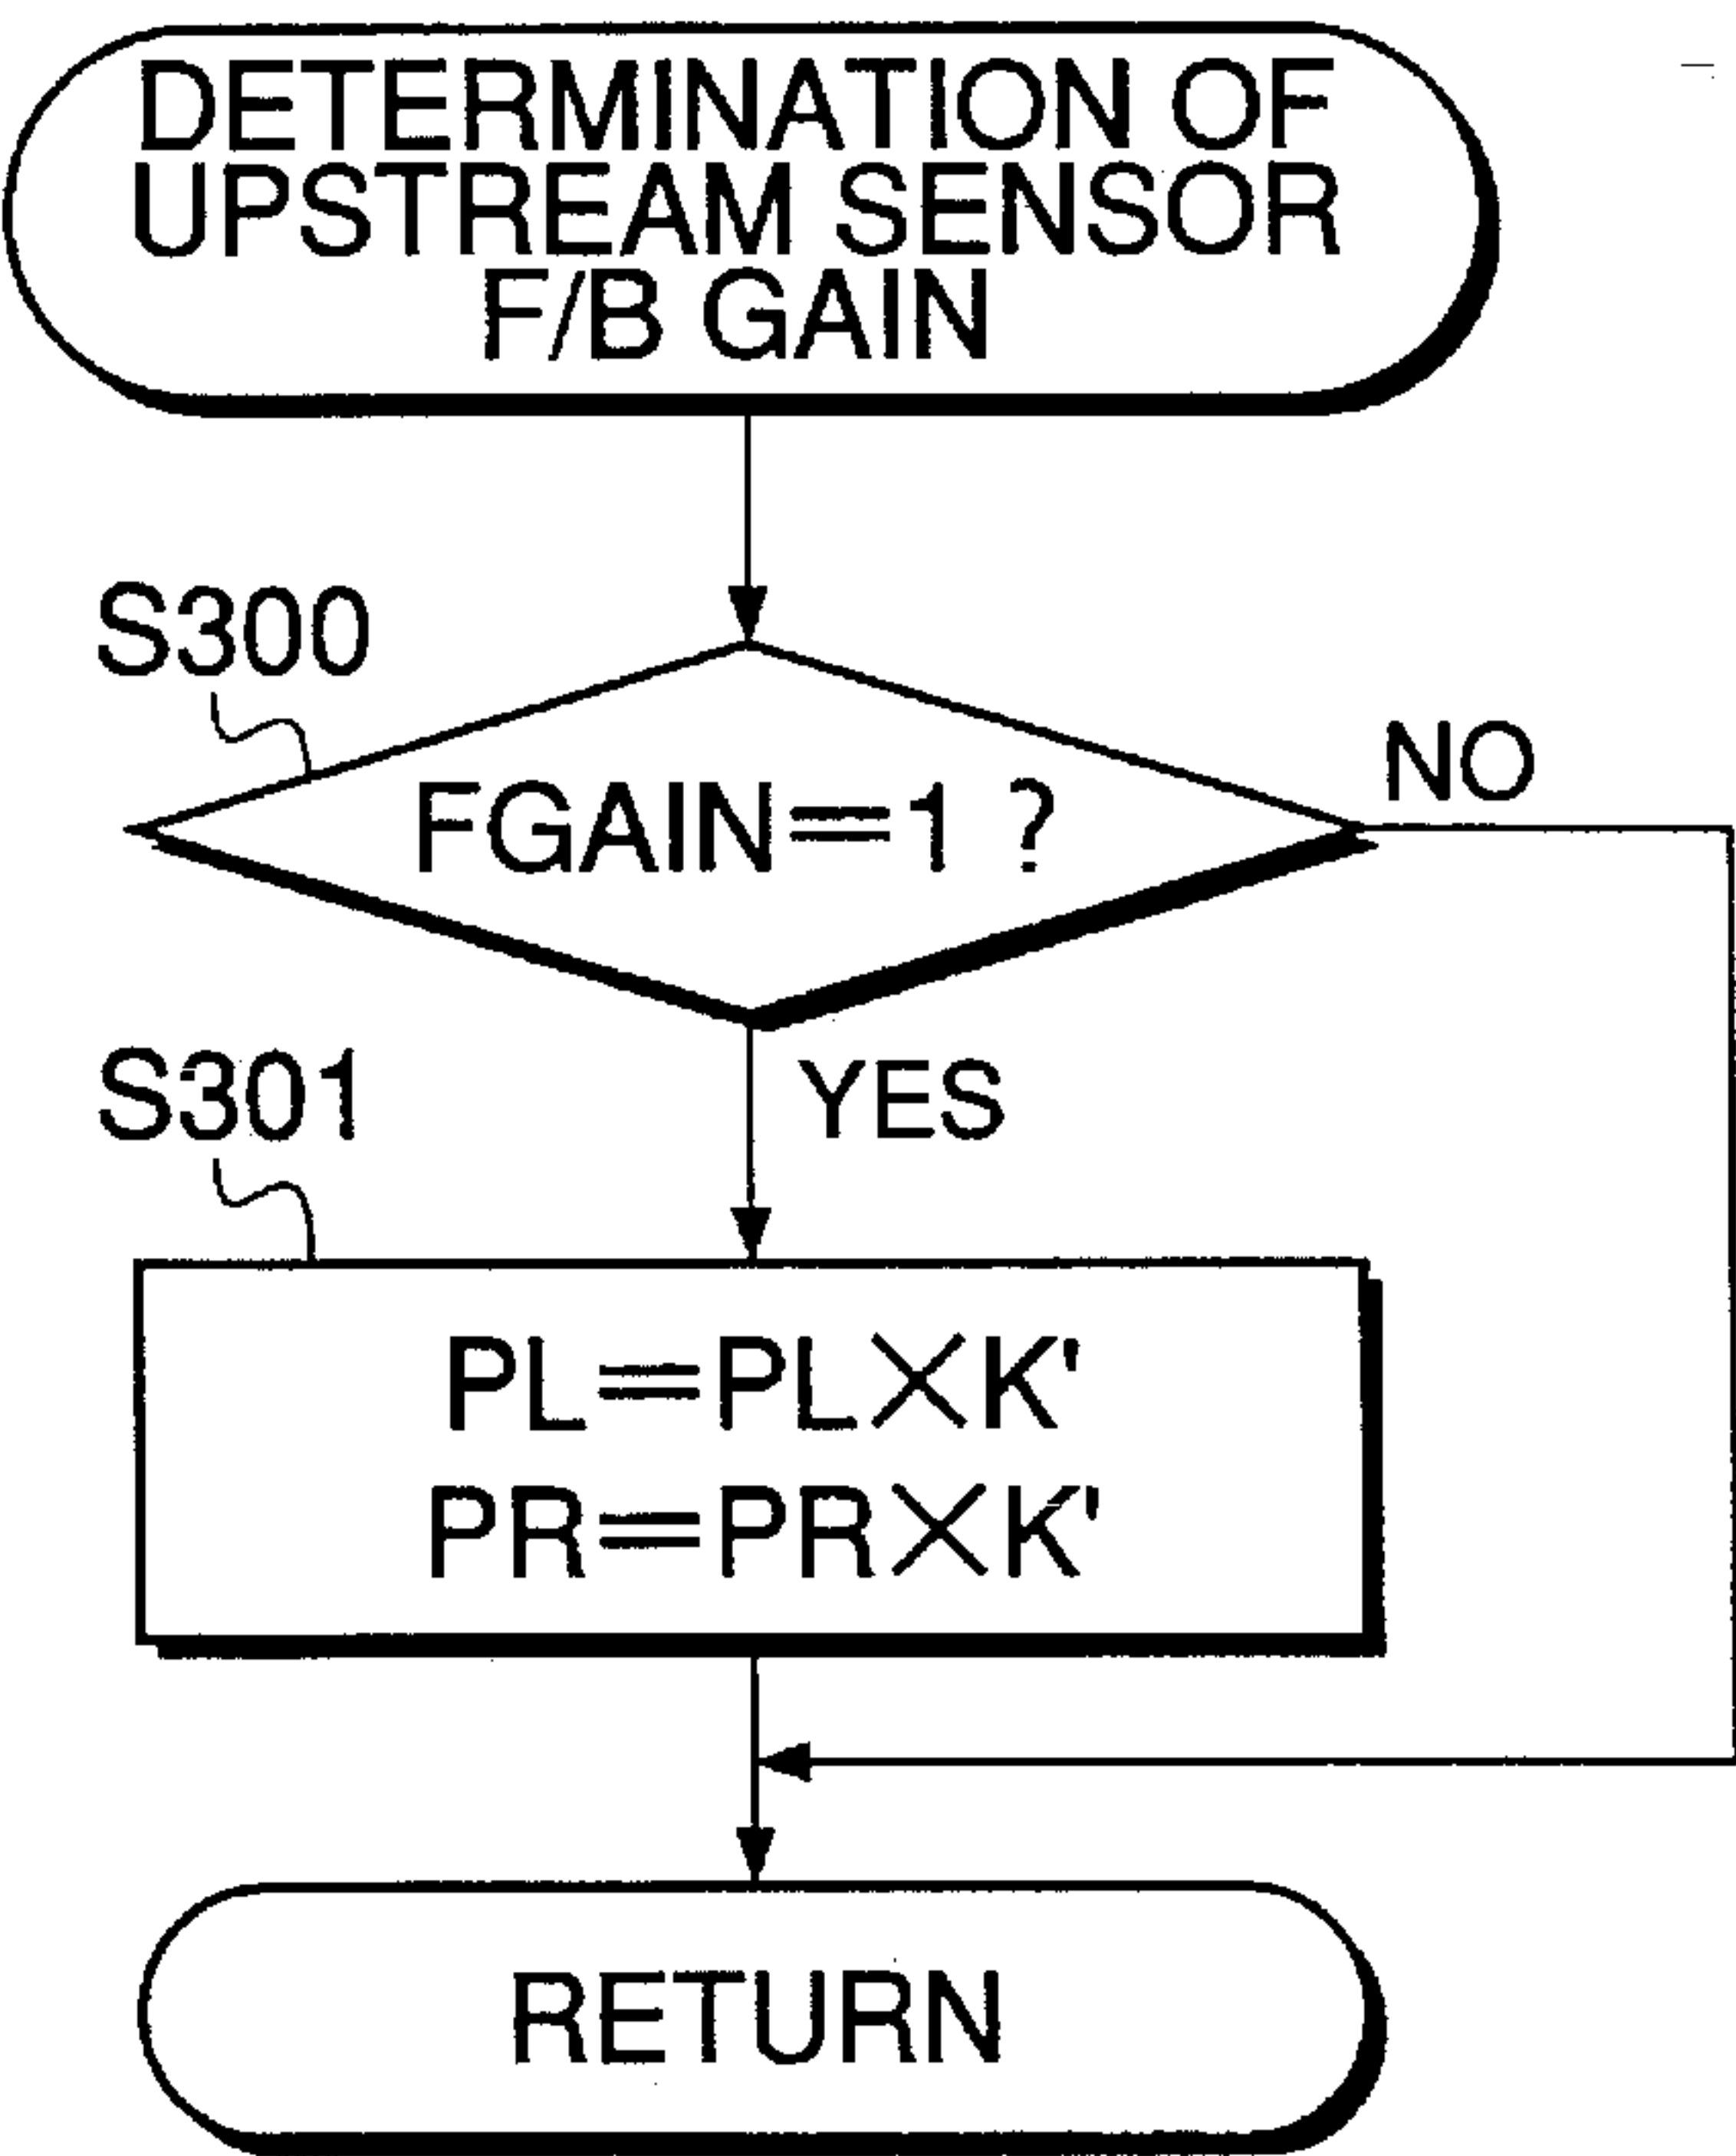 DETERMINATION OF
UPSTREAM SENSOR
F/B GAIN
S300
FGAIN=1 ?
NO
YES
S301
PL=PL×K'
PR=PR×K'
RETURN